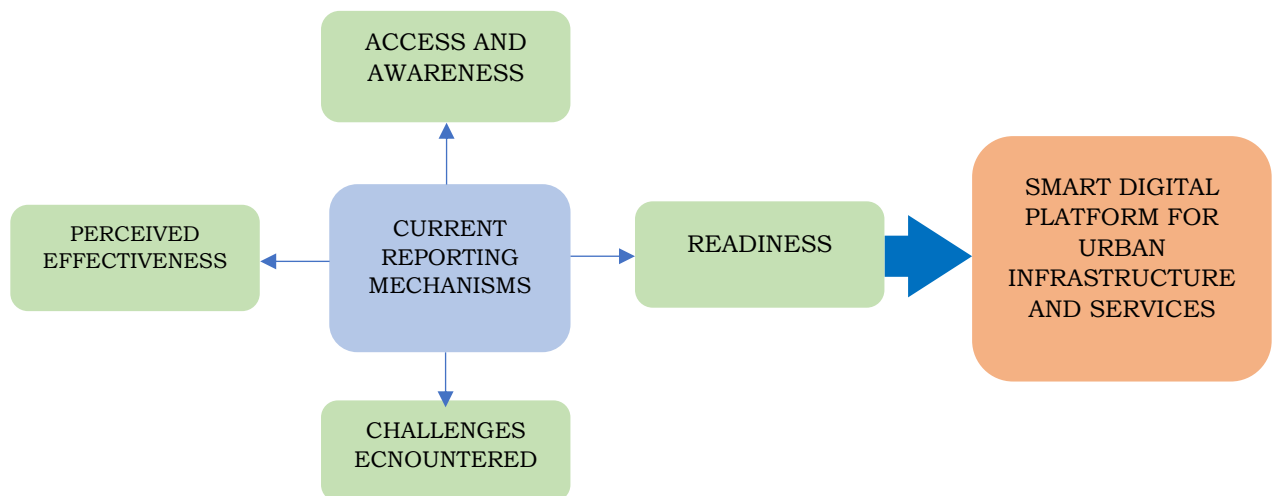 ACCESS AND
AWARENESS
PERCEIVED
EFFECTIVENESS
CURRENT
REPORTING
MECHANISMS
READINESS
SMART DIGITAL
PLATFORM FOR
URBAN
INFRASTRUCTURE
AND SERVICES
CHALLENGES
ECNOUNTERED